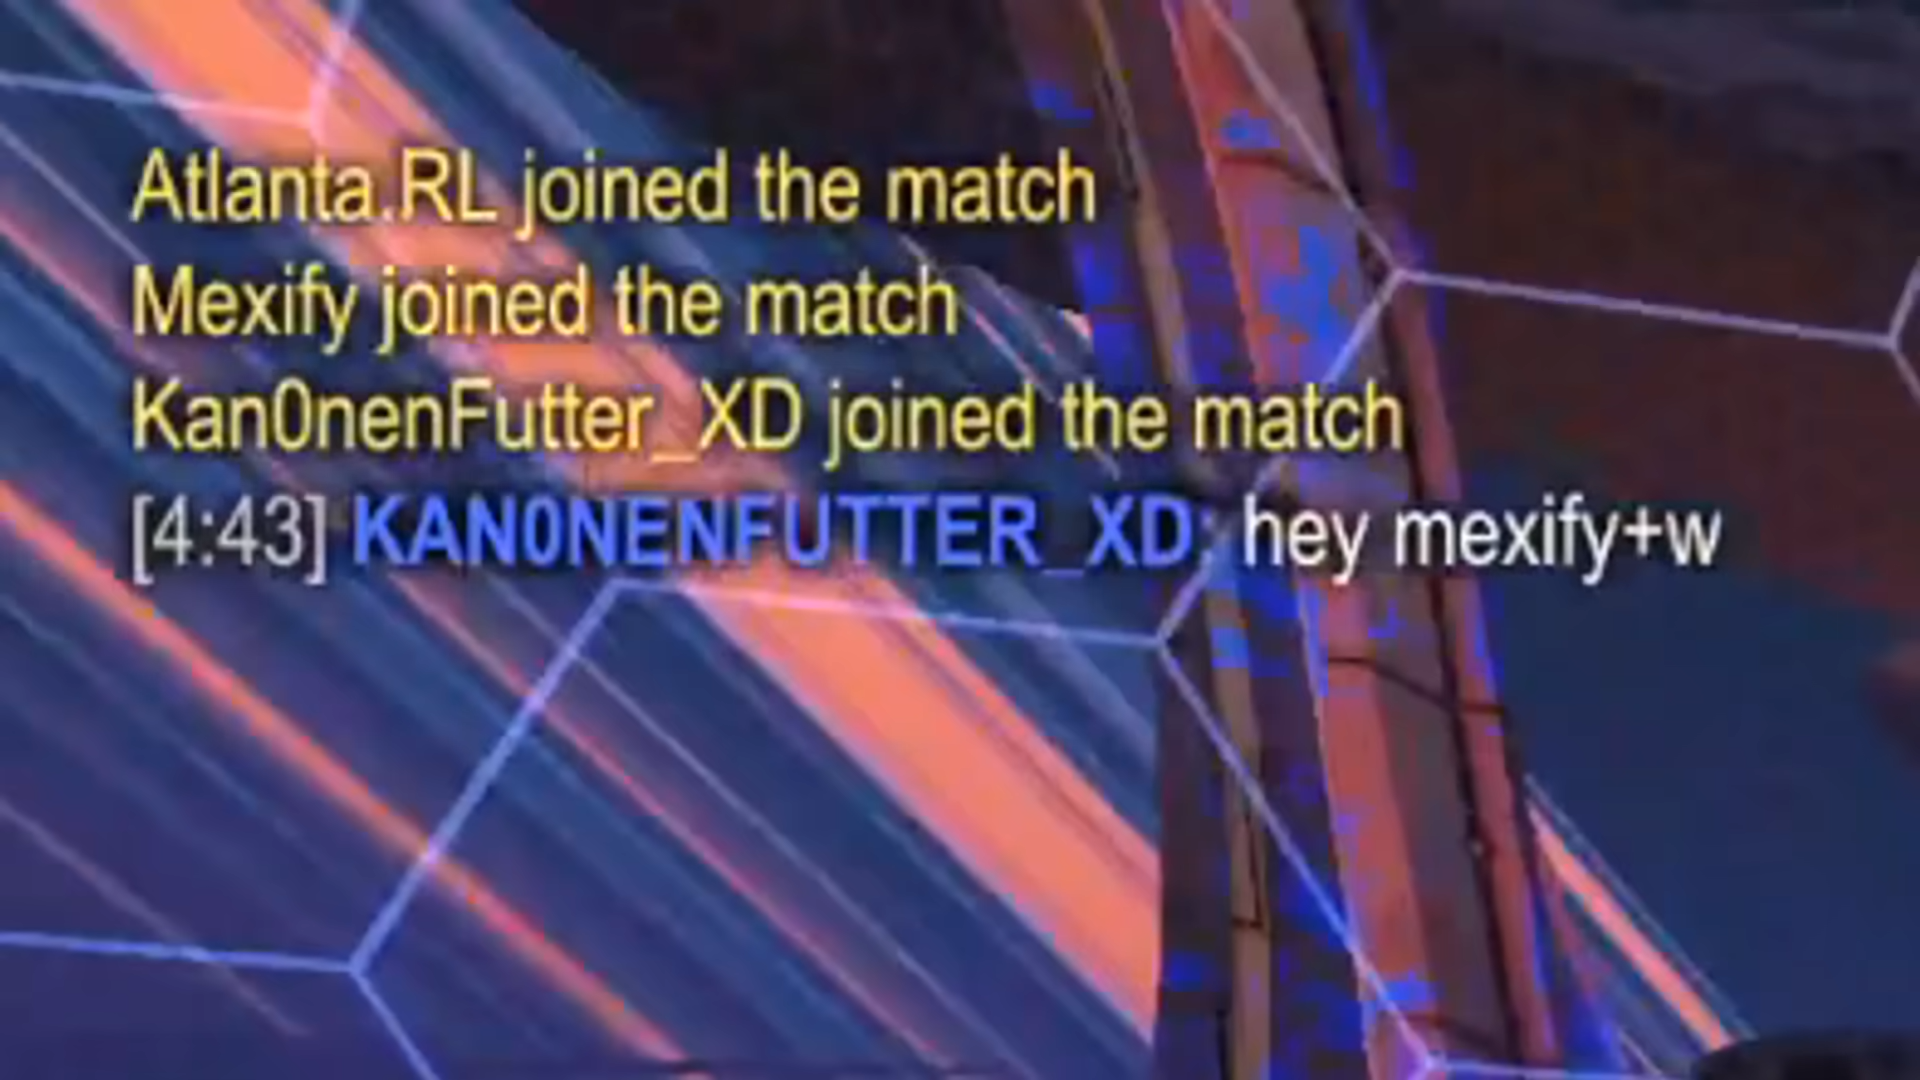 Atlanta.RL joined the match
Mexify joined the match
Kan0nenFutter_XD joined the match
[4:43] KAN0NENFUTTER_XD: hey mexify+w